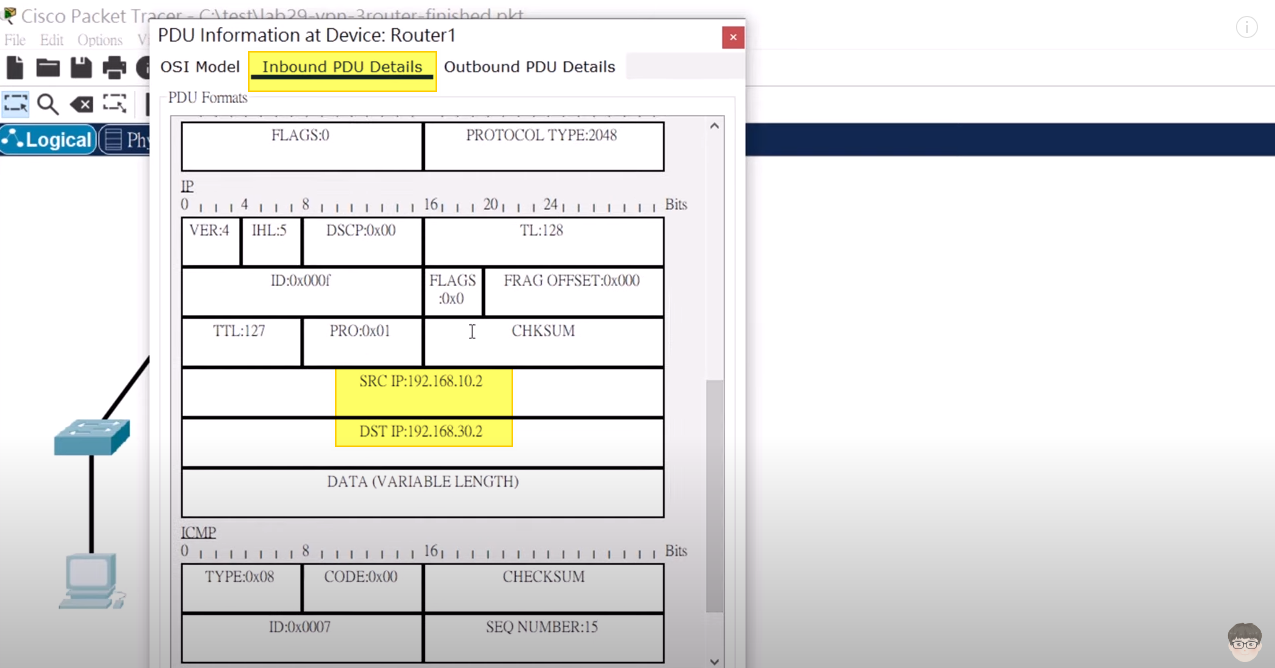 Cisco Packet Tracer - C:\test\lab29-vpn-3router-finished.pkt
File Edit Options
PDU Information at Device: Router1
OSI Model Inbound PDU Details Outbound PDU Details
PDU Formats
Logical
FLAGS:0 PROTOCOL TYPE:2048
IP
0 4 8 16 20 24 Bits
VER:4 IHL:5 DSCP:0x00 TL:128
ID:0x000f FLAGS FRAG OFFSET:0x000
:0x0
TTL:127 PRO:0x01 CHKSUM
SRC IP:192.168.10.2
DST IP:192.168.30.2
DATA (VARIABLE LENGTH)
ICMP
0 8 16 Bits
TYPE:0x08 CODE:0x00 CHECKSUM
ID:0x0007 SEQ NUMBER:15